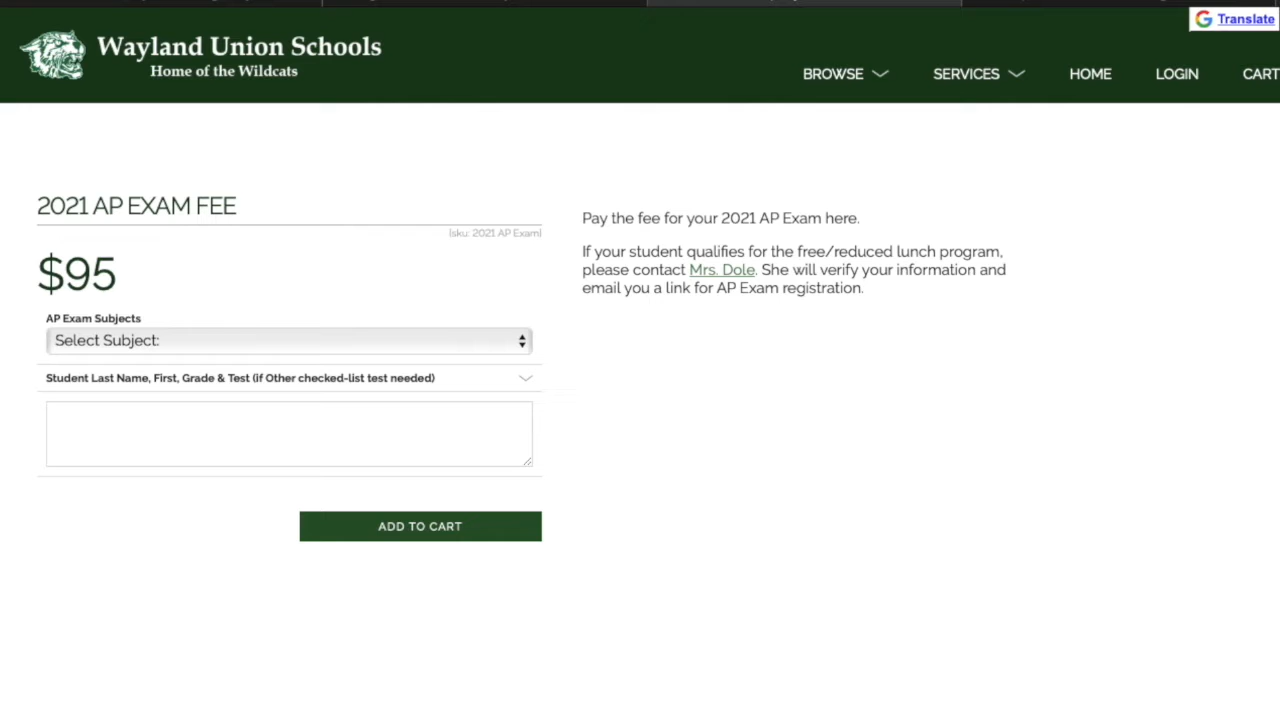 Translate
Wayland Union Schools
Home of the Wildcats
BROWSE SERVICES HOME LOGIN CART
2021 AP EXAM FEE
[sku: 2021 AP Exam]
$95
AP Exam Subjects
Select Subject:
Student Last Name, First, Grade & Test (if Other checked-list test needed)
ADD TO CART
Pay the fee for your 2021 AP Exam here.
If your student qualifies for the free/reduced lunch program,
please contact Mrs. Dole. She will verify your information and
email you a link for AP Exam registration.